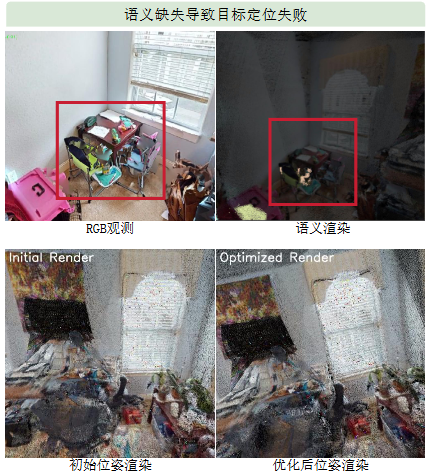 语义缺失导致目标定位失败
RGB观测
语义渲染
Initial Render
Optimized Render
初始位姿渲染
优化后位姿渲染